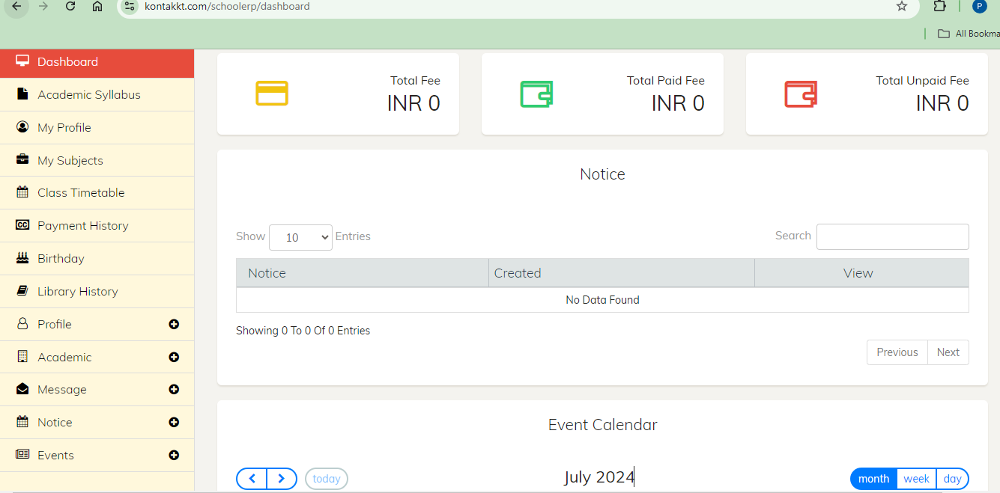 kontakkt.com/schoolerp/dashboard
P
All Bookma
Dashboard
Academic Syllabus
My Profile
My Subjects
Class Timetable
Payment History
Birthday
Library History
Profile
Academic
Message
Notice
Events
Total Fee
INR 0
Total Paid Fee
INR 0
Total Unpaid Fee
INR 0
Notice
Show 10 Entries
Search
Notice Created View
No Data Found
Showing 0 To 0 Of 0 Entries
Previous Next
Event Calendar
today July 2024 month week day